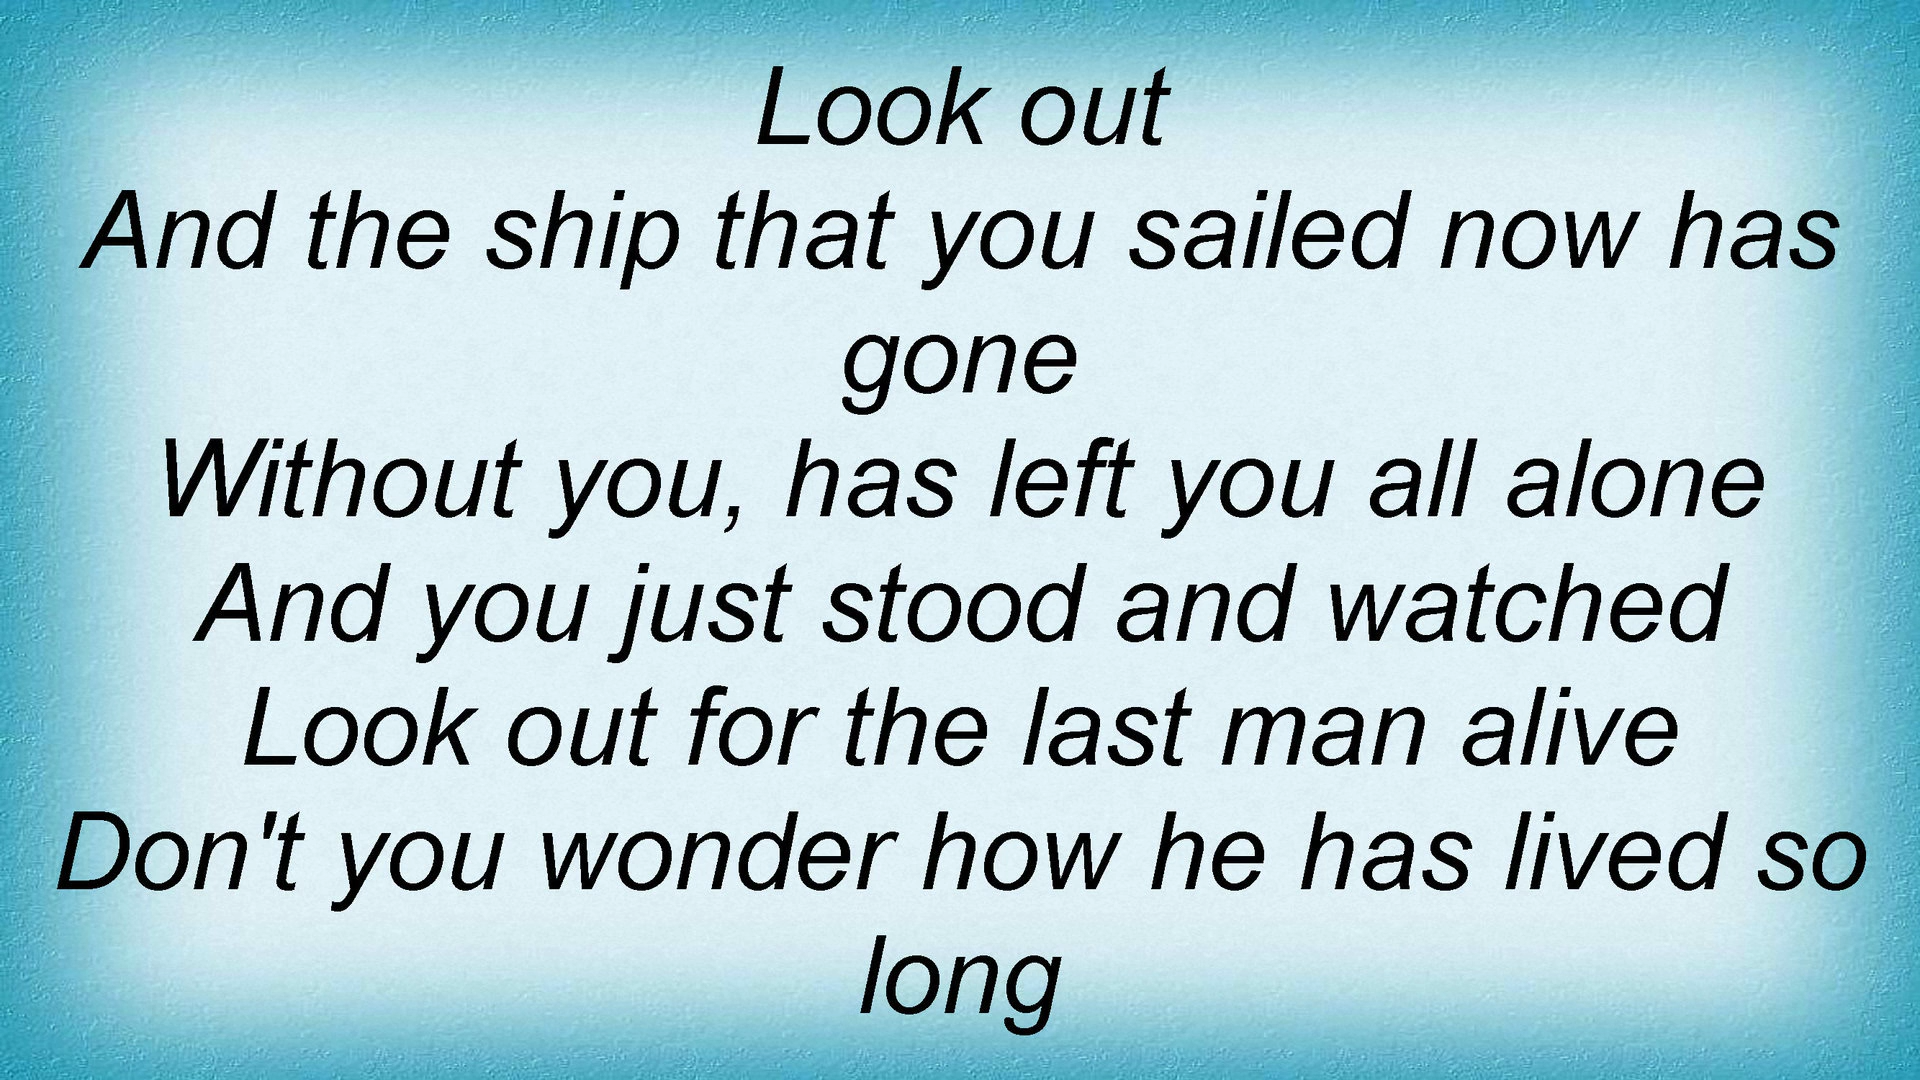 Look out
And the ship that you sailed now has
gone
Without you, has left you all alone
And you just stood and watched
Look out for the last man alive
Don't you wonder how he has lived so
long